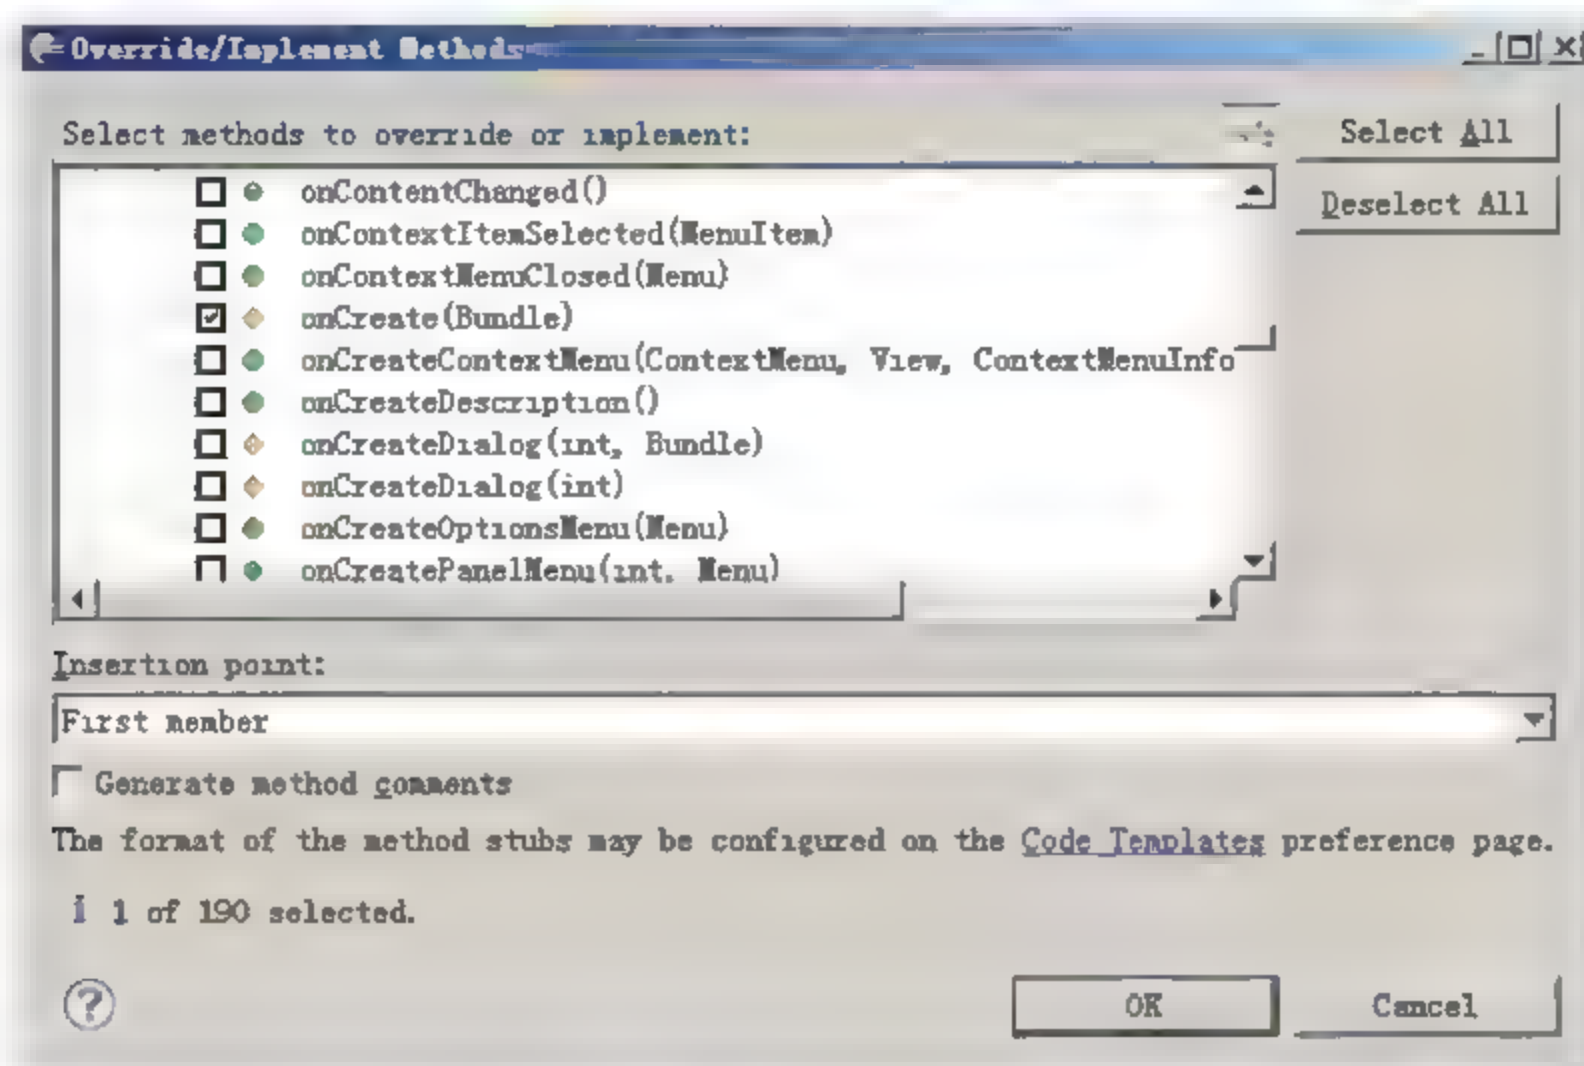 Override/Implement Methods
Select methods to override or implement:
Select All
Deselect All
onContentChanged()
onContextItemSelected(MenuItem)
onContextMenuClosed(Menu)
onCreate(Bundle)
onCreateContextMenu(ContextMenu, View, ContextMenuInfo
onCreateDescription()
onCreateDialog(int, Bundle)
onCreateDialog(int)
onCreateOptionsMenu(Menu)
onCreatePanelMenu(int, Menu)
Insertion point:
First member
Generate method comments
The format of the method stubs may be configured on the Code Templates preference page.
i 1 of 190 selected.
?
OK
Cancel